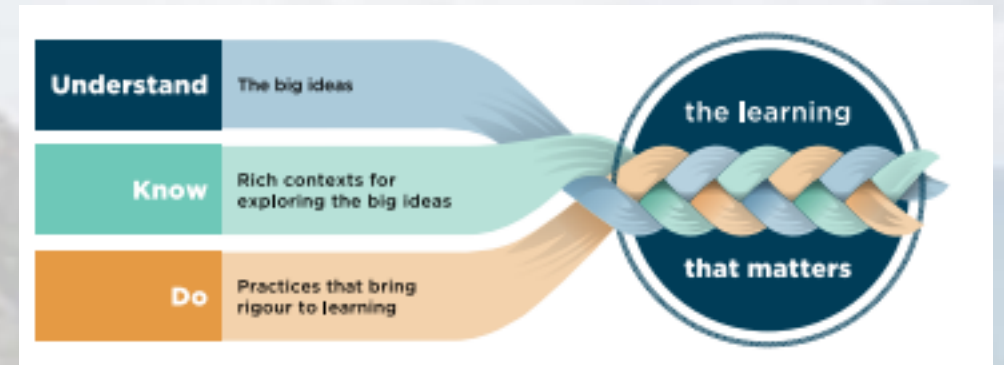 Understand
The big ideas
Know
Rich contexts for
exploring the big ideas
Do
Practices that bring
rigour to learning
the learning
that matters